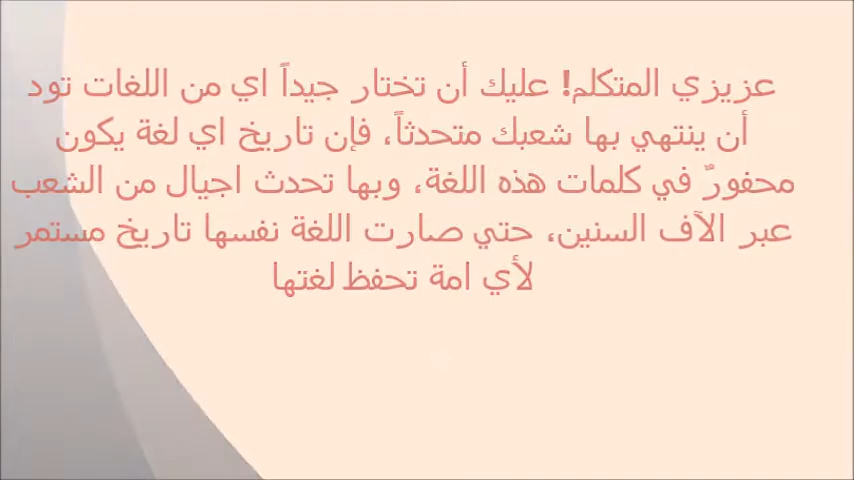 عزيزي المتكلم! عليك أن تختار جيداً اي من اللغات تود
أن ينتهي بها شعبك متحدثاً، فإن تاريخ اي لغة يكون
محفورٌ في كلمات هذه اللغة، وبها تحدث اجيال من الشعب
عبر الآف السنين، حتي صارت اللغة نفسها تاريخ مستمر
لأي امة تحفظ لغتها